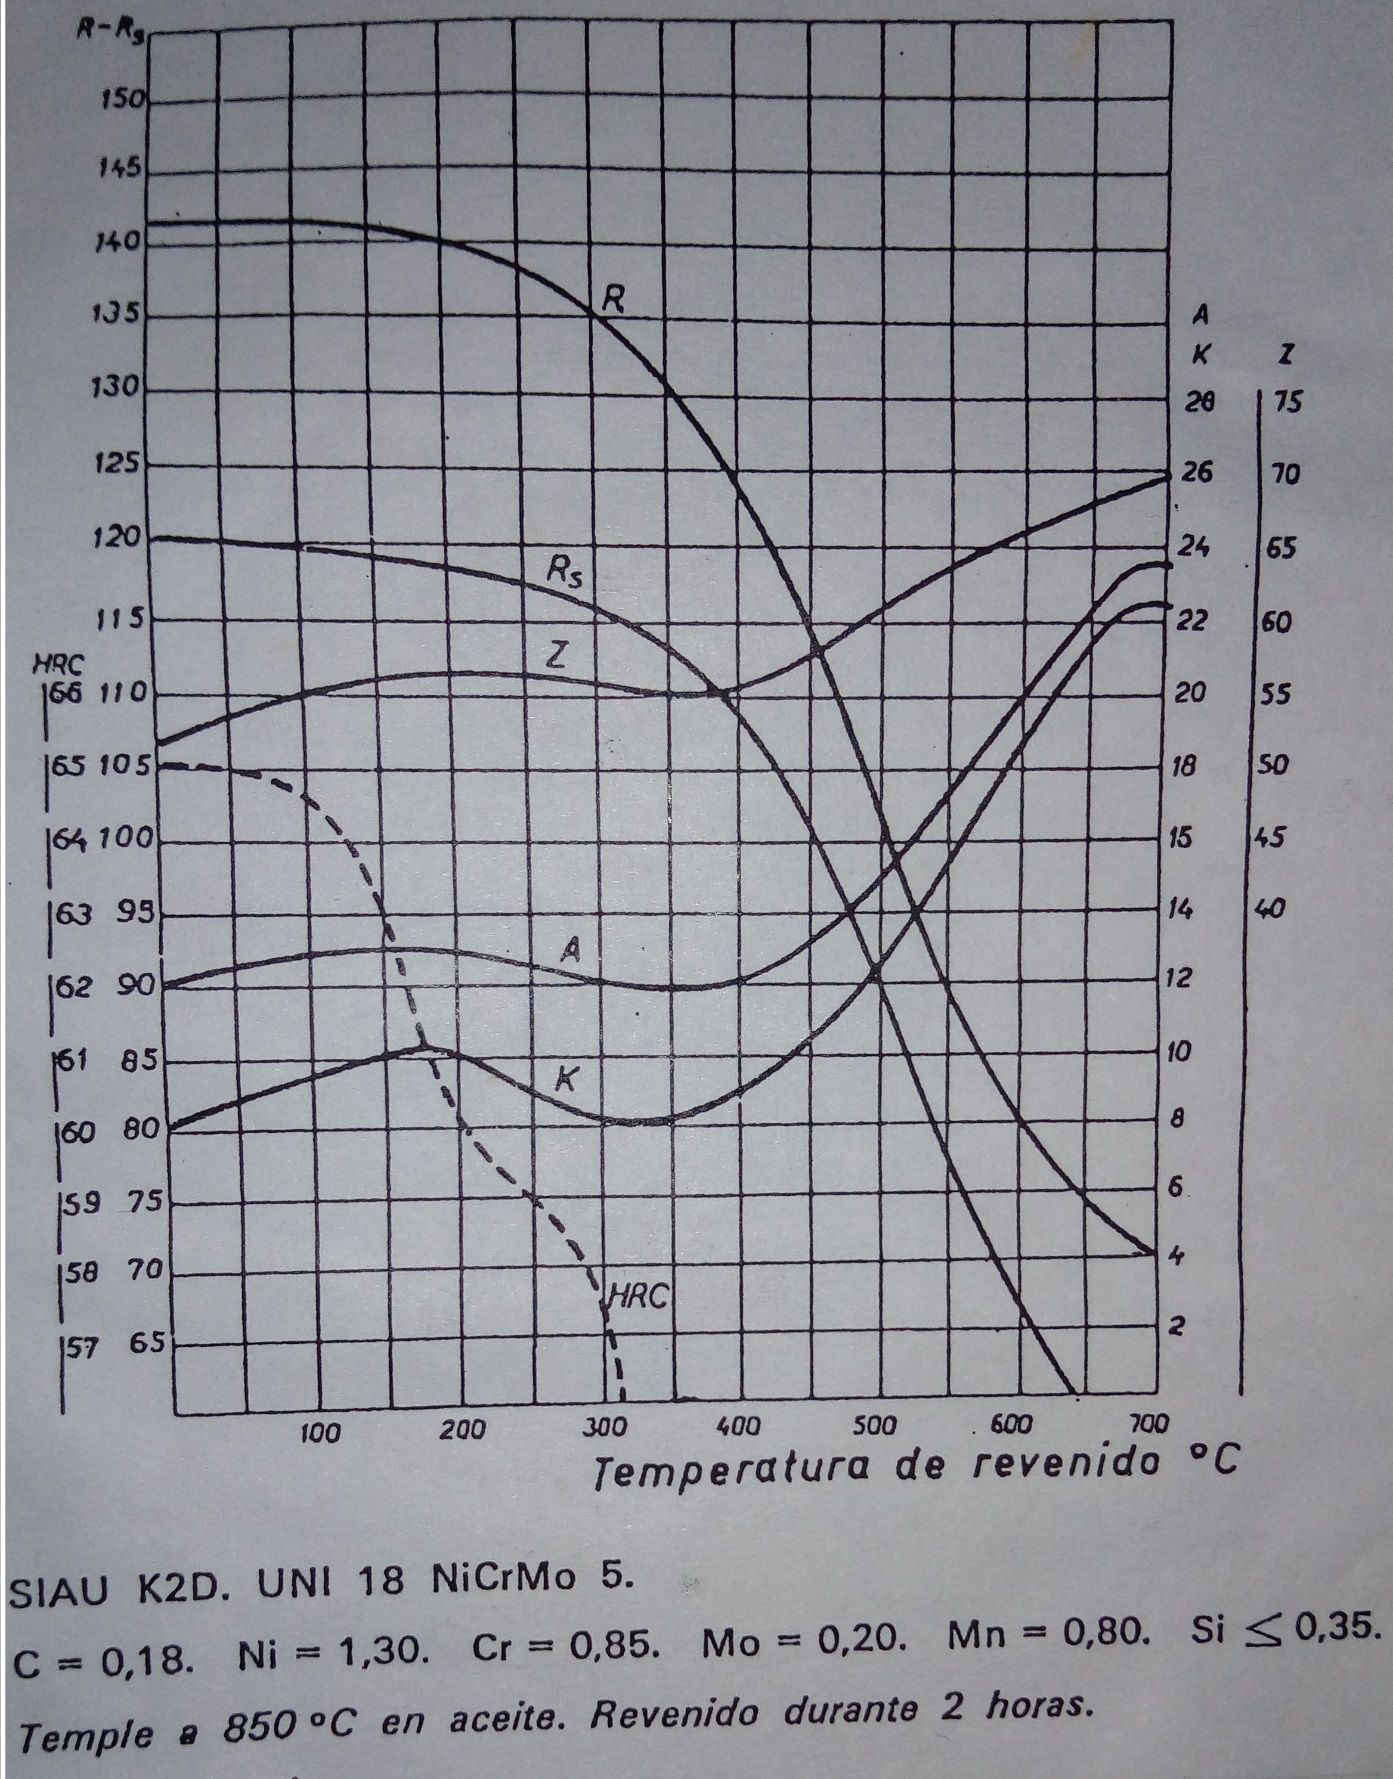 R-Rs
150
145
140
135 R A
130 K Z
28 75
125 26 70
120 24 65
Rs
115 22 60
HRC Z
66 110 20 55
65 105 18 50
64 100 15 45
63 95 14 40
A
62 90 12
61 85 10
K
60 80 8
59 75 6
58 70 4
HRC
57 65 2
100 200 300 400 500 600 700
Temperatura de revenido °C
SIAU K2D. UNI 18 NiCrMo 5.
C = 0,18. Ni = 1,30. Cr = 0,85. Mo = 0,20. Mn = 0,80. Si ≤ 0,35.
Temple a 850 °C en aceite. Revenido durante 2 horas.